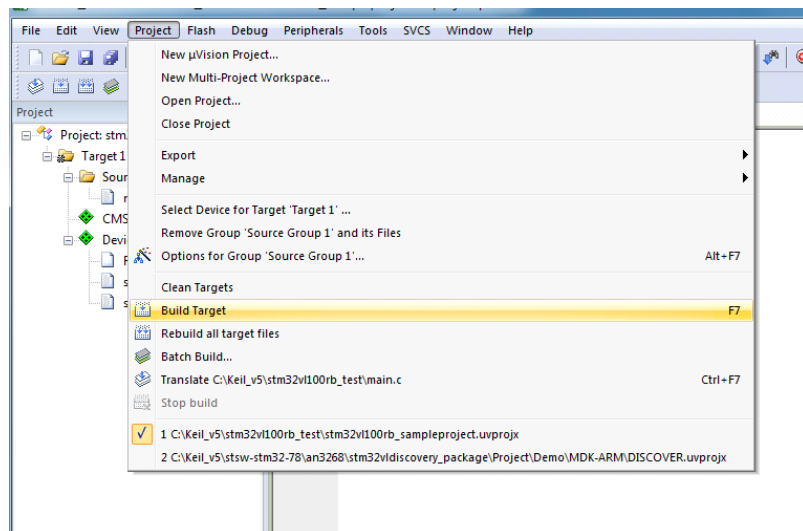 File Edit View Project Flash Debug Peripherals Tools SVCS Window Help
New µVision Project...
New Multi-Project Workspace...
Open Project...
Close Project
Export
Manage
Select Device for Target 'Target 1' ...
Remove Group 'Source Group 1' and its Files
Options for Group 'Source Group 1'... Alt+F7
Clean Targets
Build Target F7
Rebuild all target files
Batch Build...
Translate C:\Keil_v5\stm32vl100rb_test\main.c Ctrl+F7
Stop build
1 C:\Keil_v5\stm32vl100rb_test\stm32vl100rb_sampleproject.uvprojx
2 C:\Keil_v5\stsw-stm32-78\an3268\stm32vldiscovery_package\Project\Demo\MDK-ARM\DISCOVER.uvprojx
Project
Project: stm
Target 1
Sour
CMS
Devi